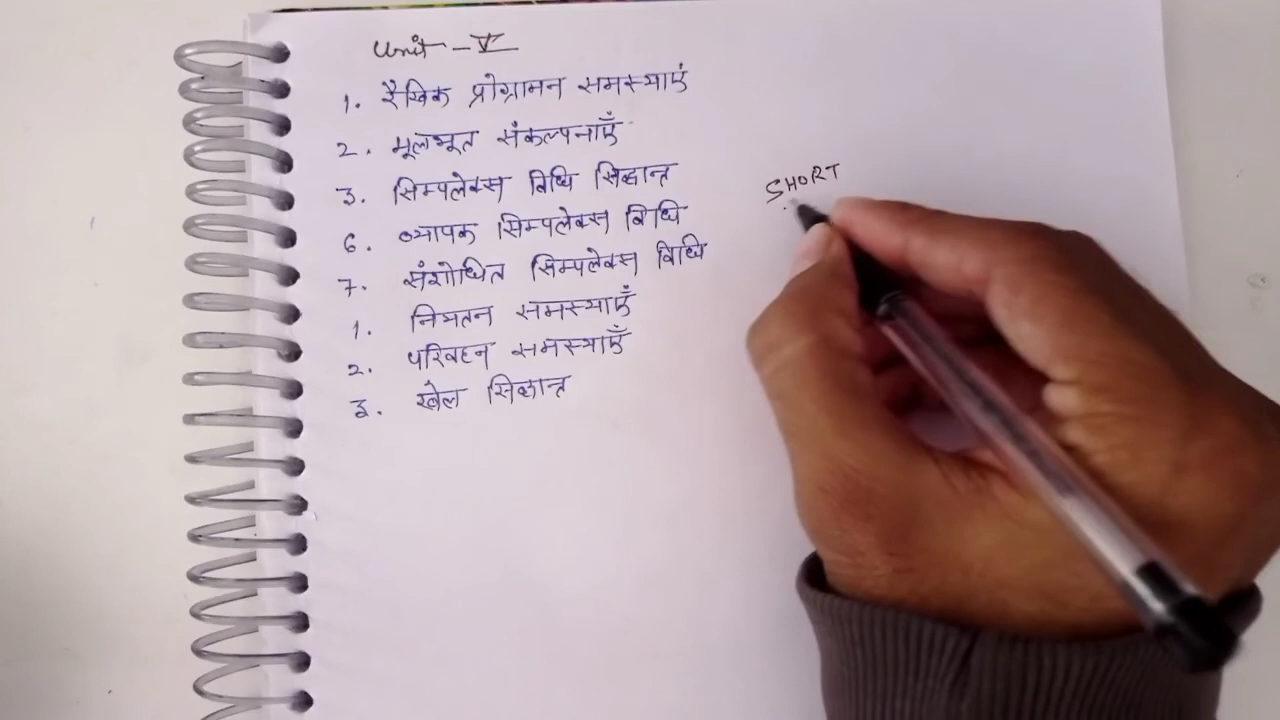 Unit - V
1. रैखिक प्रोग्रामन समस्याएं
2. मूलभूत संकल्पनाएँ
3. सिम्पलेक्स विधि सिद्धान्त
6. व्यापक सिम्पलेक्स विधि
7. संशोधित सिम्पलेक्स विधि
1. नियतन समस्याएँ
2. परिवहन समस्याएँ
3. खेल सिद्धान्त
SHORT